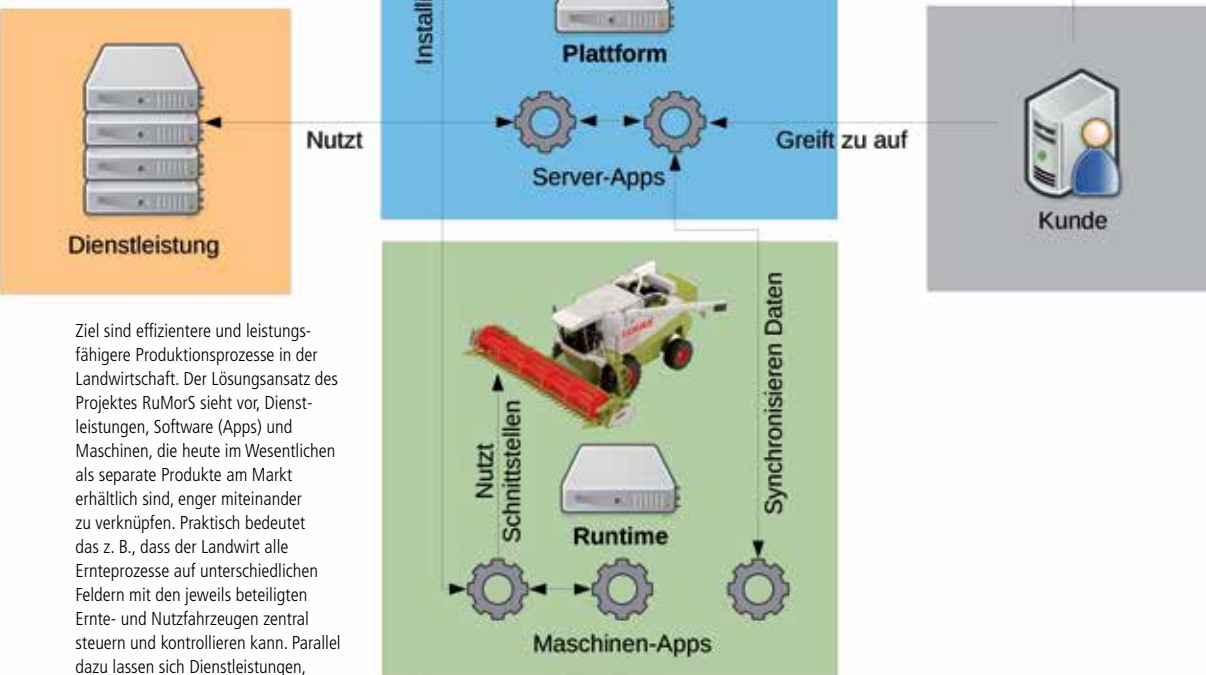 Installi
Plattform
Nutzt
Greift zu auf
Server-Apps
Kunde
Dienstleistung
Ziel sind effizientere und leistungs-
fähigere Produktionsprozesse in der
Landwirtschaft. Der Lösungsansatz des
Projektes RuMorS sieht vor, Dienst-
leistungen, Software (Apps) und
Maschinen, die heute im Wesentlichen
als separate Produkte am Markt
erhältlich sind, enger miteinander
zu verknüpfen. Praktisch bedeutet
das z. B., dass der Landwirt alle
Ernteprozesse auf unterschiedlichen
Feldern mit den jeweils beteiligten
Ernte- und Nutzfahrzeugen zentral
steuern und kontrollieren kann. Parallel
dazu lassen sich Dienstleistungen,
CLAAS
Nutzt
Schnittstellen
Synchronisieren Daten
Runtime
Maschinen-Apps